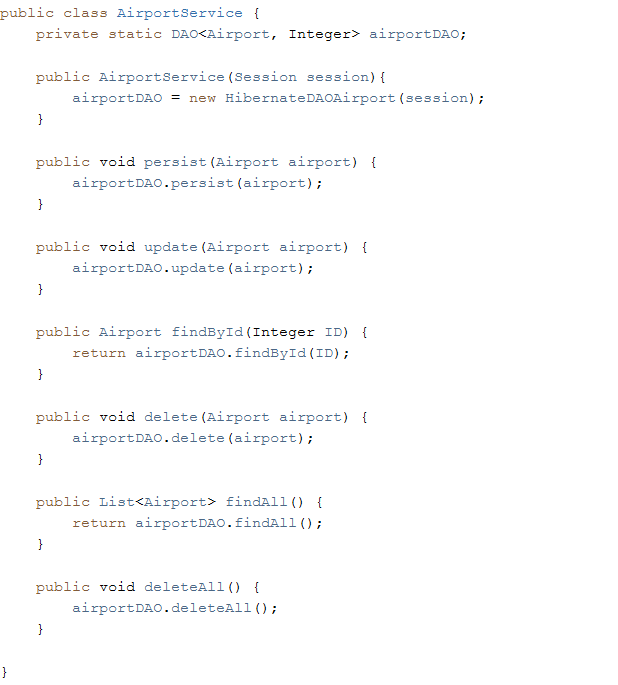 public class AirportService {
    private static DAO<Airport, Integer> airportDAO;

    public AirportService(Session session){
        airportDAO = new HibernateDAOAirport(session);
    }

    public void persist(Airport airport) {
        airportDAO.persist(airport);
    }

    public void update(Airport airport) {
        airportDAO.update(airport);
    }

    public Airport findById(Integer ID) {
        return airportDAO.findById(ID);
    }

    public void delete(Airport airport) {
        airportDAO.delete(airport);
    }

    public List<Airport> findAll() {
        return airportDAO.findAll();
    }

    public void deleteAll() {
        airportDAO.deleteAll();
    }

}